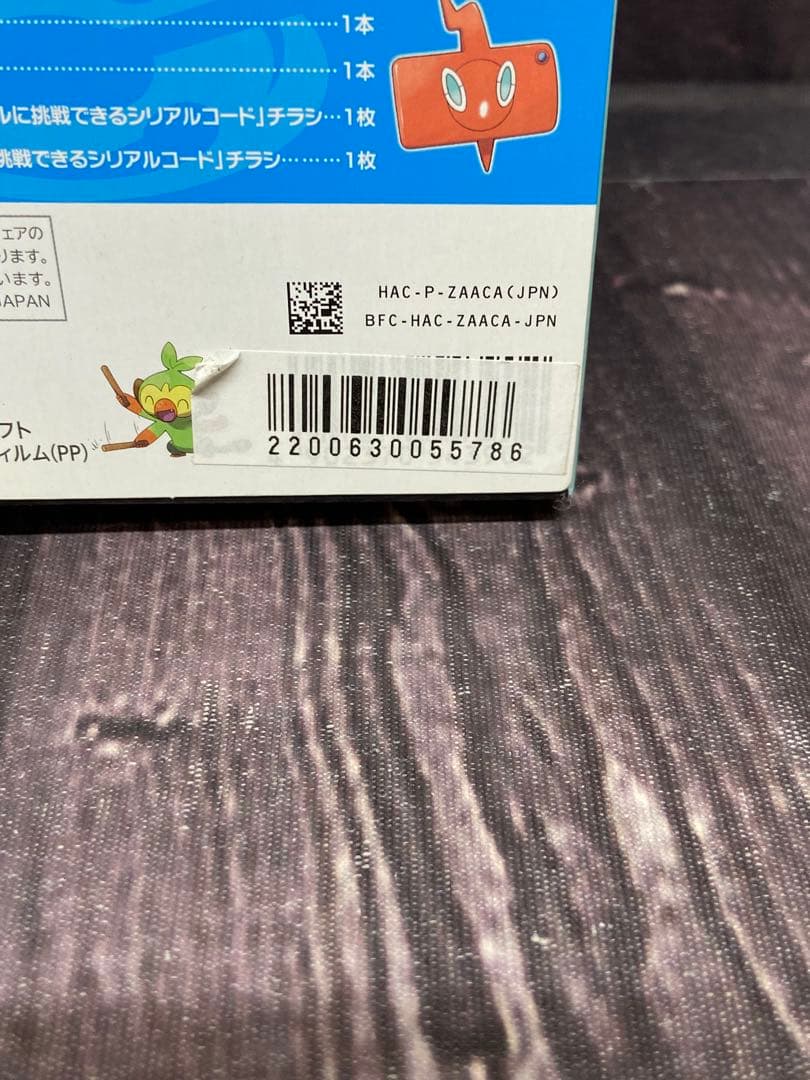 ……………………………1本
……………………………1本
ルに挑戦できるシリアルコード」チラシ…1枚
挑戦できるシリアルコード」チラシ………1枚
ェアの
ります。
います。
JAPAN
HAC-P-ZAACA(JPN)
BFC-HAC-ZAACA-JPN
2200630055786
フト
ィルム(PP)